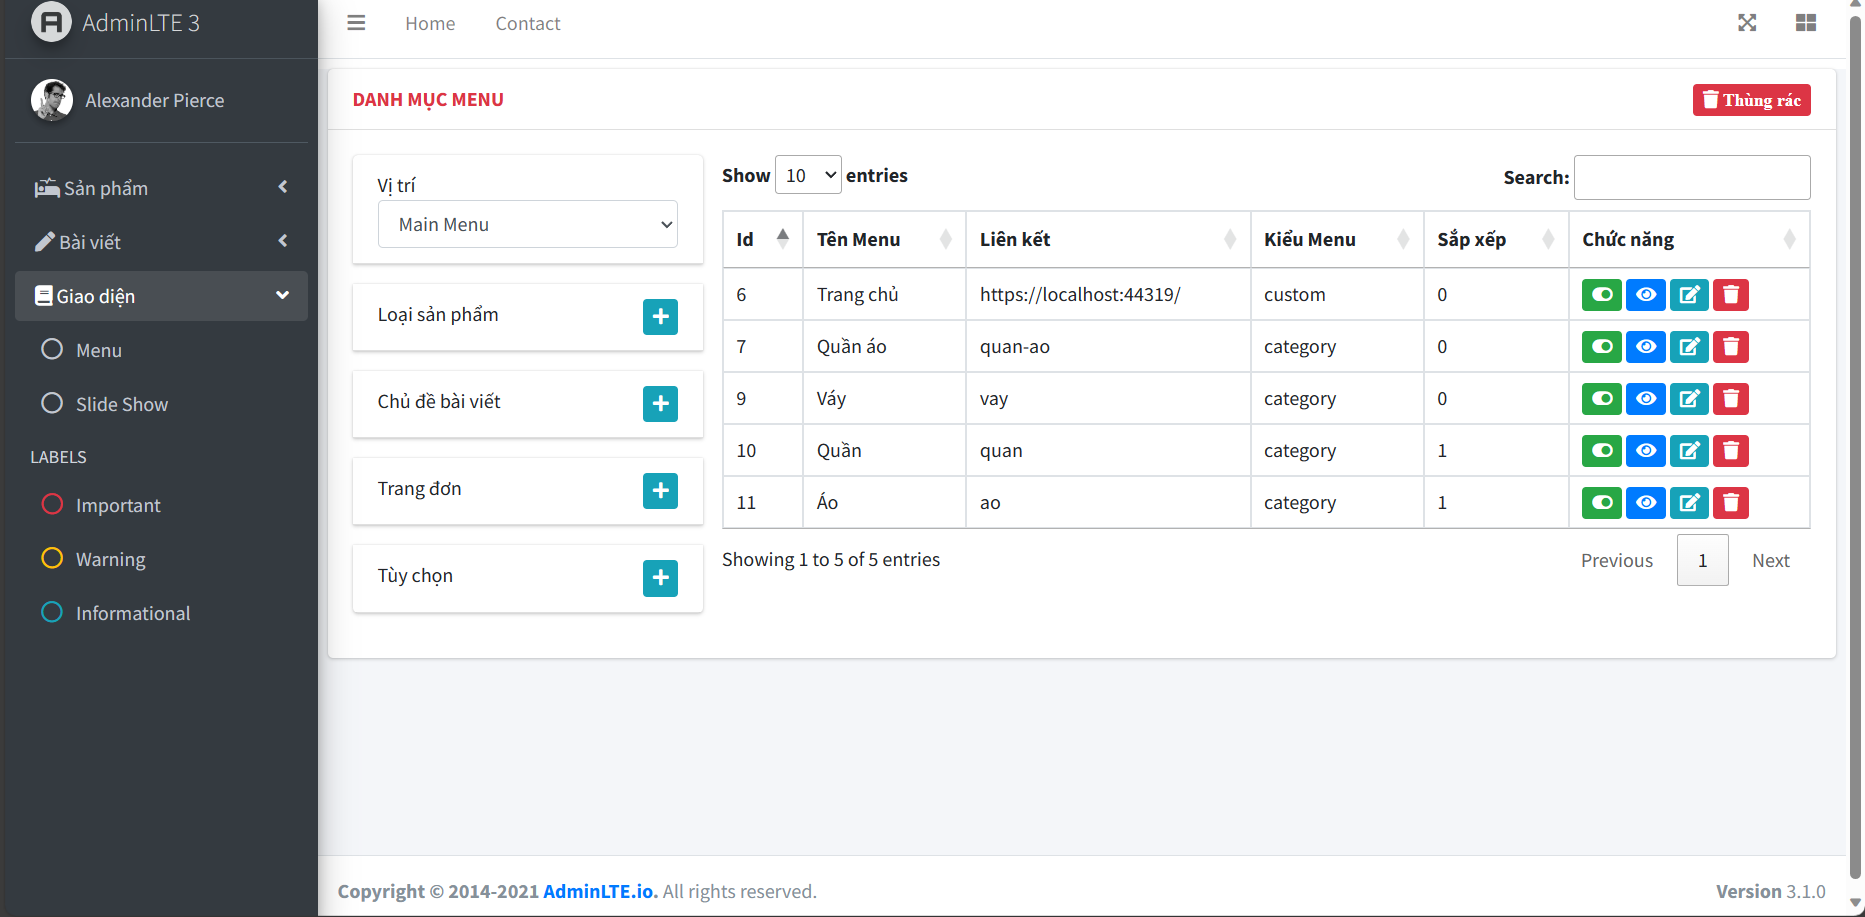 AdminLTE 3
Home
Contact
Alexander Pierce
Sản phẩm
Bài viết
Giao diện
Menu
Slide Show
LABELS
Important
Warning
Informational
DANH MỤC MENU
Thùng rác
Vị trí
Main Menu
Loại sản phẩm
Chủ đề bài viết
Trang đơn
Tùy chọn
Show 10 entries
Search:
Id Tên Menu Liên kết Kiểu Menu Sắp xếp Chức năng
6 Trang chủ https://localhost:44319/ custom 0
7 Quần áo quan-ao category 0
9 Váy vay category 0
10 Quần quan category 1
11 Áo ao category 1
Showing 1 to 5 of 5 entries
Previous 1 Next
Copyright © 2014-2021 AdminLTE.io. All rights reserved.
Version 3.1.0